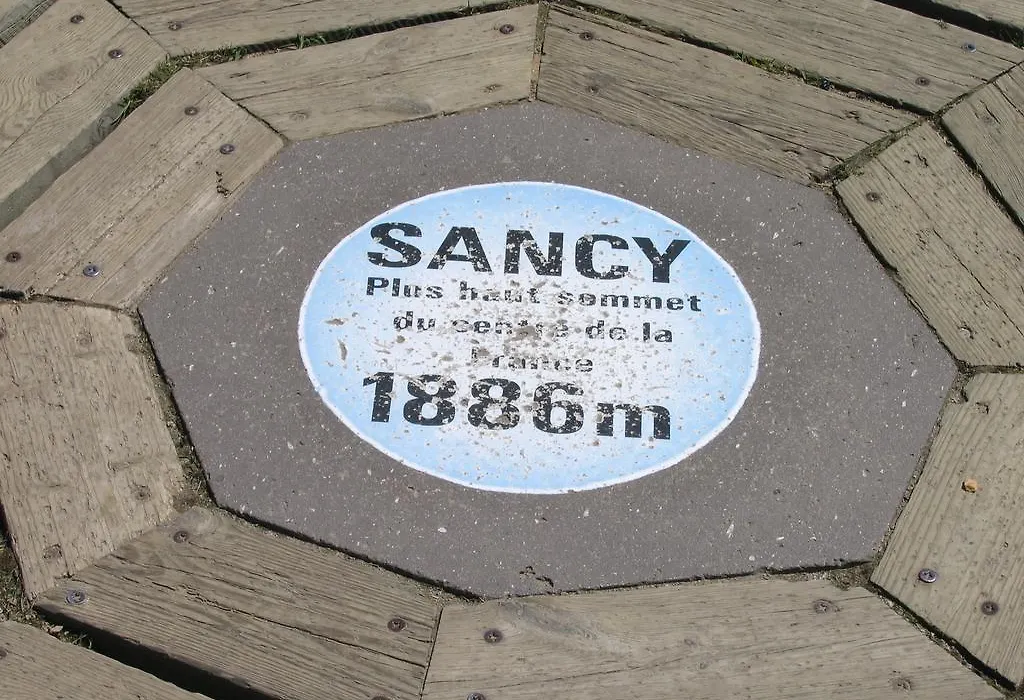 SANCY
Plus haut sommet
du centre de la
France
1886m